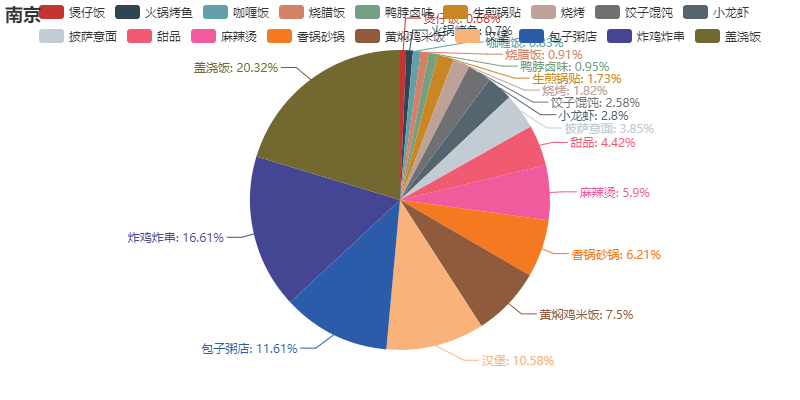 南京
煲仔饭 火锅烤鱼 咖喱饭 烧腊饭 鸭脖卤味 生煎锅贴 烧烤 饺子馄饨 小龙虾
披萨意面 甜品 麻辣烫 香锅砂锅 黄焖鸡米饭 汉堡 包子粥店 炸鸡炸串 盖浇饭
煲仔饭: 0.68%
火锅烤鱼: 0.7%
咖喱饭: 0.83%
烧腊饭: 0.91%
鸭脖卤味: 0.95%
生煎锅贴: 1.73%
烧烤: 1.82%
饺子馄饨: 2.58%
小龙虾: 2.8%
披萨意面: 3.85%
甜品: 4.42%
麻辣烫: 5.9%
香锅砂锅: 6.21%
黄焖鸡米饭: 7.5%
汉堡: 10.58%
包子粥店: 11.61%
炸鸡炸串: 16.61%
盖浇饭: 20.32%